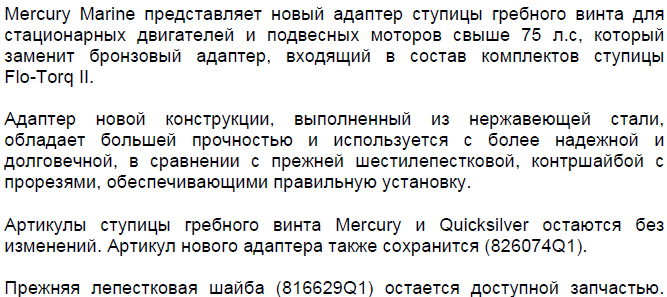 Mercury Marine представляет новый адаптер ступицы гребного винта для
стационарных двигателей и подвесных моторов свыше 75 л.с, который
заменит бронзовый адаптер, входящий в состав комплектов ступицы
Flo-Torq II.
Адаптер новой конструкции, выполненный из нержавеющей стали,
обладает большей прочностью и используется с более надежной и
долговечной, в сравнении с прежней шестилепестковой, контршайбой с
прорезями, обеспечивающими правильную установку.
Артикулы ступицы гребного винта Mercury и Quicksilver остаются без
изменений. Артикул нового адаптера также сохранится (826074Q1).
Прежняя лепестковая шайба (816629Q1) остается доступной запчастью.